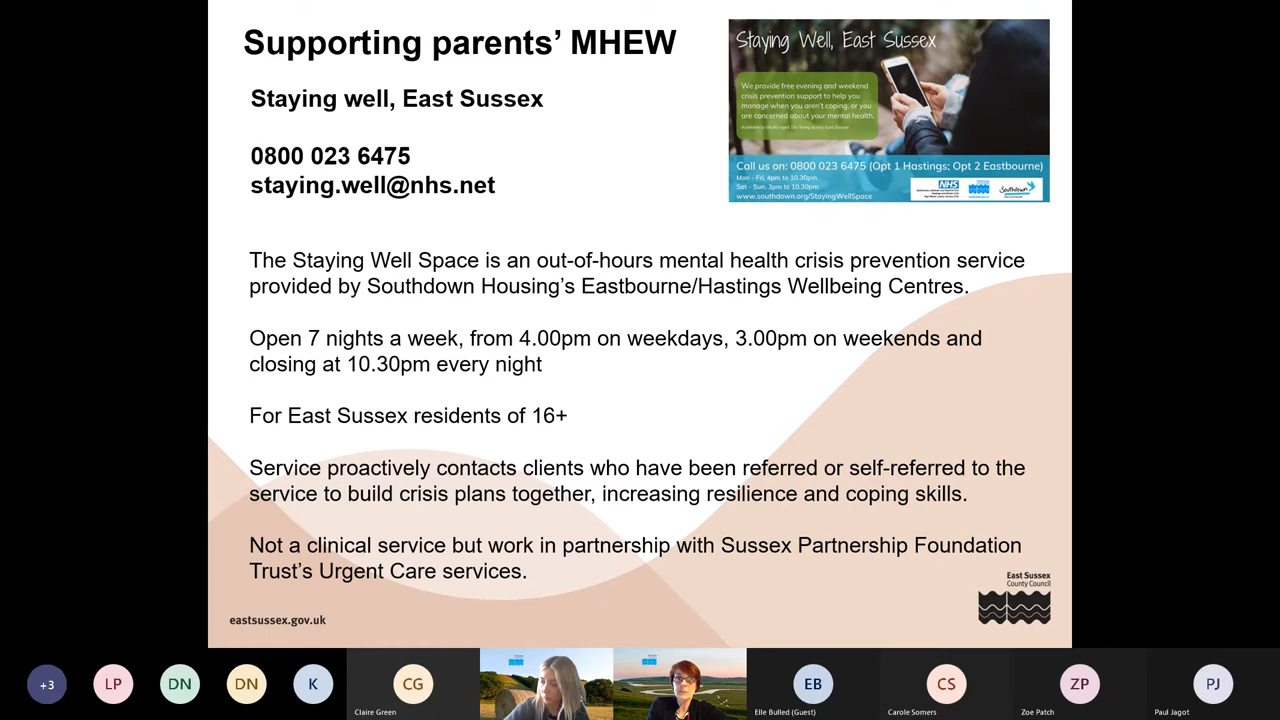 Supporting parents’ MHEW
Staying well, East Sussex
0800 023 6475
staying.well@nhs.net
Staying Well, East Sussex
We provide free evening and weekend
crisis prevention support to help you
manage when you aren't coping, or you
are concerned about your mental health.
Call us on: 0800 023 6475 (Opt 1 Hastings; Opt 2 Eastbourne)
Mon - Fri, 4pm to 10.30pm
Sat - Sun, 3pm to 10.30pm
www.southdown.org/StayingWellSpace
NHS
Southdown
The Staying Well Space is an out-of-hours mental health crisis prevention service
provided by Southdown Housing’s Eastbourne/Hastings Wellbeing Centres.
Open 7 nights a week, from 4.00pm on weekdays, 3.00pm on weekends and
closing at 10.30pm every night
For East Sussex residents of 16+
Service proactively contacts clients who have been referred or self-referred to the
service to build crisis plans together, increasing resilience and coping skills.
Not a clinical service but work in partnership with Sussex Partnership Foundation
Trust’s Urgent Care services.
East Sussex
County Council
eastsussex.gov.uk
+3
LP
DN
DN
K
CG
EB
CS
ZP
PJ
Claire Green
Elle Bulled (Guest)
Carole Somers
Zoe Patch
Paul Jagot